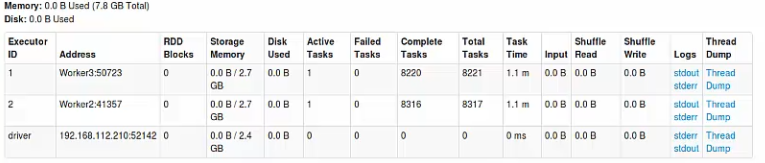 Memory: 0.0 B Used (7.8 GB Total)
Disk: 0.0 B Used
Executor ID Address RDD Blocks Storage Memory Disk Used Active Tasks Failed Tasks Complete Tasks Total Tasks Task Time Input Shuffle Read Shuffle Write Logs Thread Dump
1 Worker3:50723 0 0.0 B / 2.7 GB 0.0 B 1 0 8220 8221 1.1 m 0.0 B 0.0 B 0.0 B stdout stderr Thread Dump
2 Worker2:41357 0 0.0 B / 2.7 GB 0.0 B 1 0 8316 8317 1.1 m 0.0 B 0.0 B 0.0 B stdout stderr Thread Dump
driver 192.168.112.210:52142 0 0.0 B / 2.4 GB 0.0 B 0 0 0 0 0 ms 0.0 B 0.0 B 0.0 B stderr stdout Thread Dump